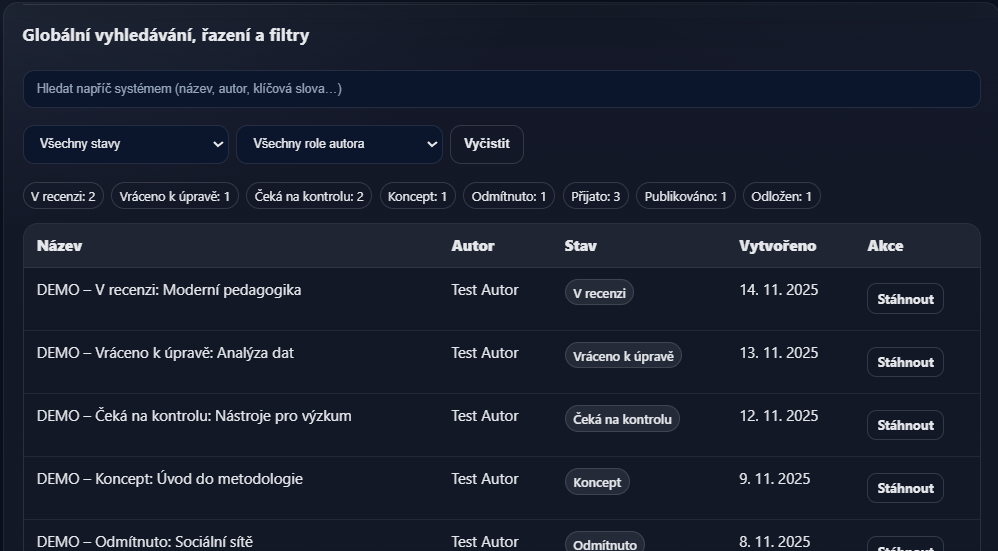 Globální vyhledávání, řazení a filtry
Hledat napříč systémem (název, autor, klíčová slova…)
Všechny stavy Všechny role autora Vyčistit
V recenzi: 2 Vráceno k úpravě: 1 Čeká na kontrolu: 2 Koncept: 1 Odmítnuto: 1 Přijato: 3 Publikováno: 1 Odložen: 1
Název Autor Stav Vytvořeno Akce
DEMO – V recenzi: Moderní pedagogika Test Autor V recenzi 14. 11. 2025 Stáhnout
DEMO – Vráceno k úpravě: Analýza dat Test Autor Vráceno k úpravě 13. 11. 2025 Stáhnout
DEMO – Čeká na kontrolu: Nástroje pro výzkum Test Autor Čeká na kontrolu 12. 11. 2025 Stáhnout
DEMO – Koncept: Úvod do metodologie Test Autor Koncept 9. 11. 2025 Stáhnout
DEMO – Odmítnuto: Sociální sítě Test Autor Odmítnuto 8. 11. 2025 Stáhnout